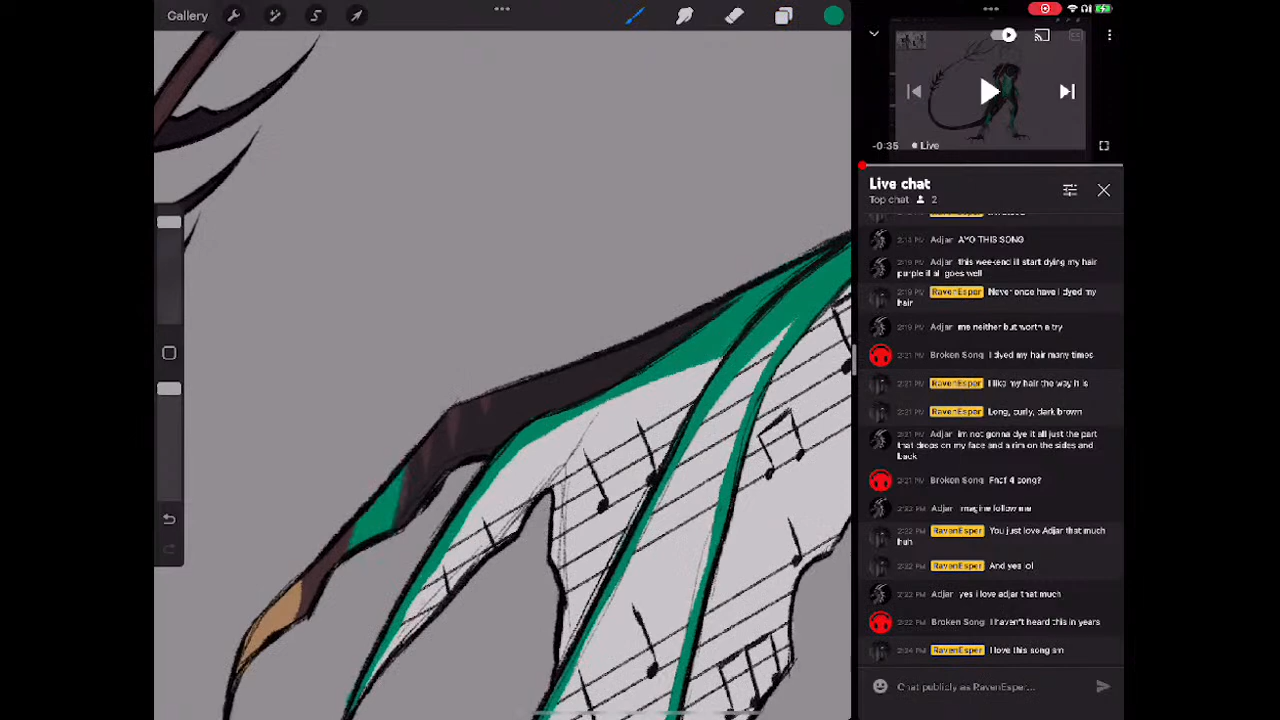 Gallery
-0:35 Live
Live chat
Top chat 2
2:19 PM Adjar this weekend ill start dying my hair
purple if all goes well
2:19 PM RavenEsper Never once have i dyed my
hair
2:19 PM Adjar me neither but worth a try
2:21 PM Broken Song I dyed my hair many times
2:21 PM RavenEsper I like my hair the way it is
2:21 PM RavenEsper Long, curly, dark brown
2:21 PM Adjar im not gonna dye it all just the part
that drops on my face and a rim on the sides and
back
2:21 PM Broken Song Fnaf 4 song?
2:22 PM Adjar imagine follow me
2:22 PM RavenEsper You just love Adjar that much
huh
2:22 PM RavenEsper And yes lol
2:22 PM Adjar yes i love adjar that much
2:22 PM Broken Song I haven't heard this in years
2:24 PM RavenEsper I love this song sm
Chat publicly as RavenEsper...
Adjar AYO THIS SONG